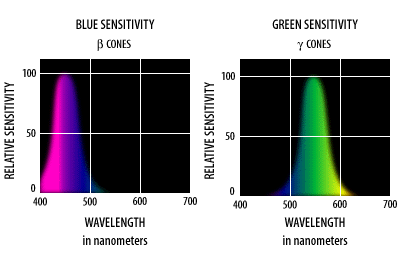 BLUE SENSITIVITY
β CONES
RELATIVE SENSITIVITY
100
50
0
400 500 600 700
WAVELENGTH
in nanometers
GREEN SENSITIVITY
γ CONES
RELATIVE SENSITIVITY
100
50
0
400 500 600 700
WAVELENGTH
in nanometers